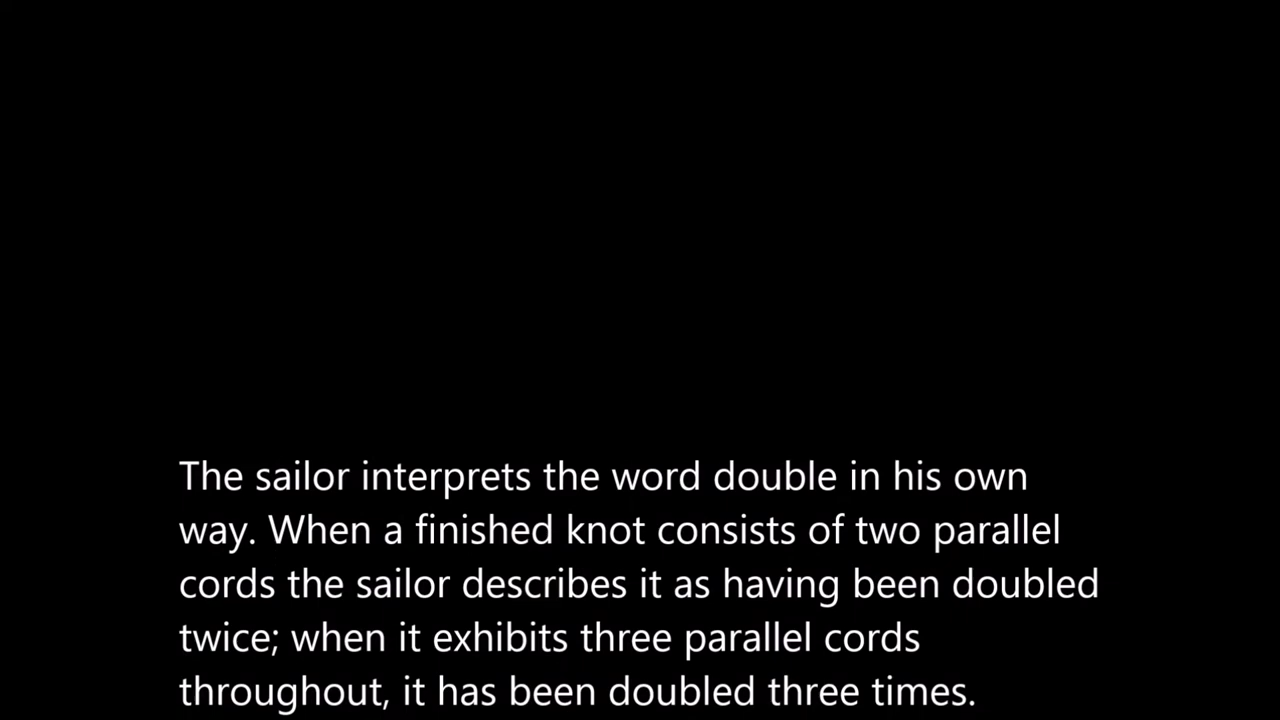 The sailor interprets the word double in his own
way. When a finished knot consists of two parallel
cords the sailor describes it as having been doubled
twice; when it exhibits three parallel cords
throughout, it has been doubled three times.